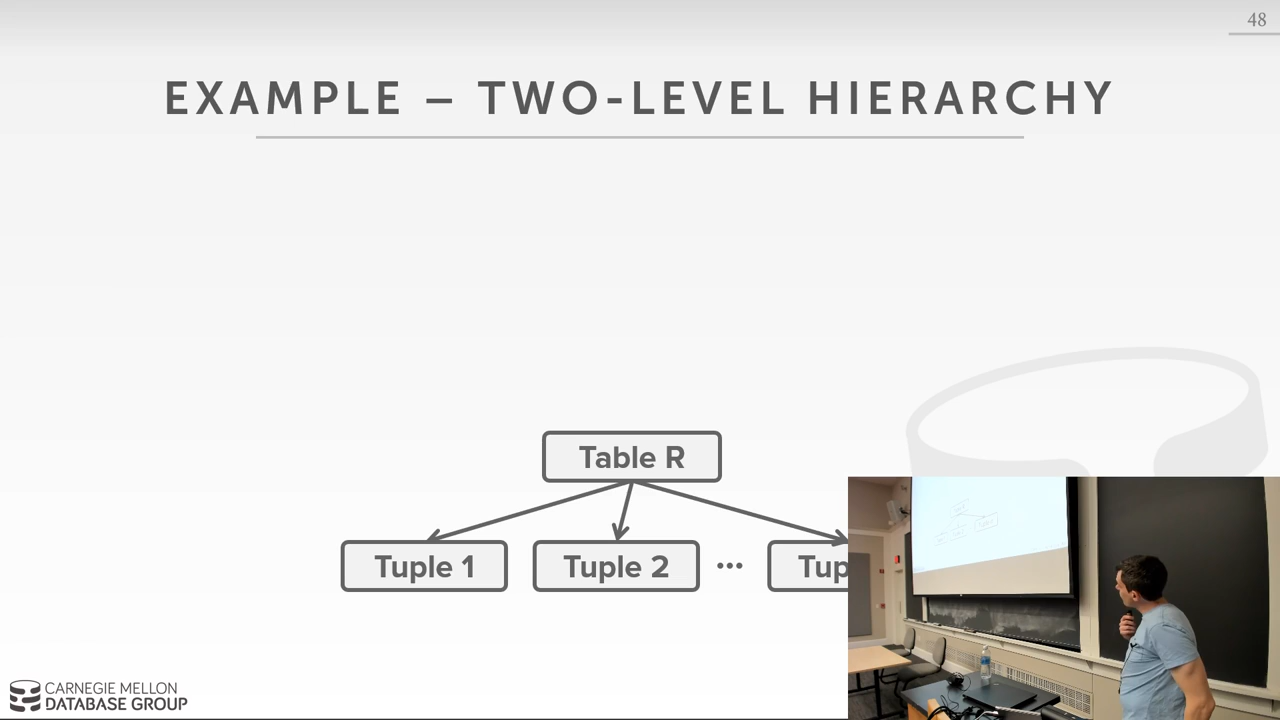 48
EXAMPLE – TWO-LEVEL HIERARCHY
Table R
Tuple 1
Tuple 2
...
Tup
CARNEGIE MELLON
DATABASE GROUP